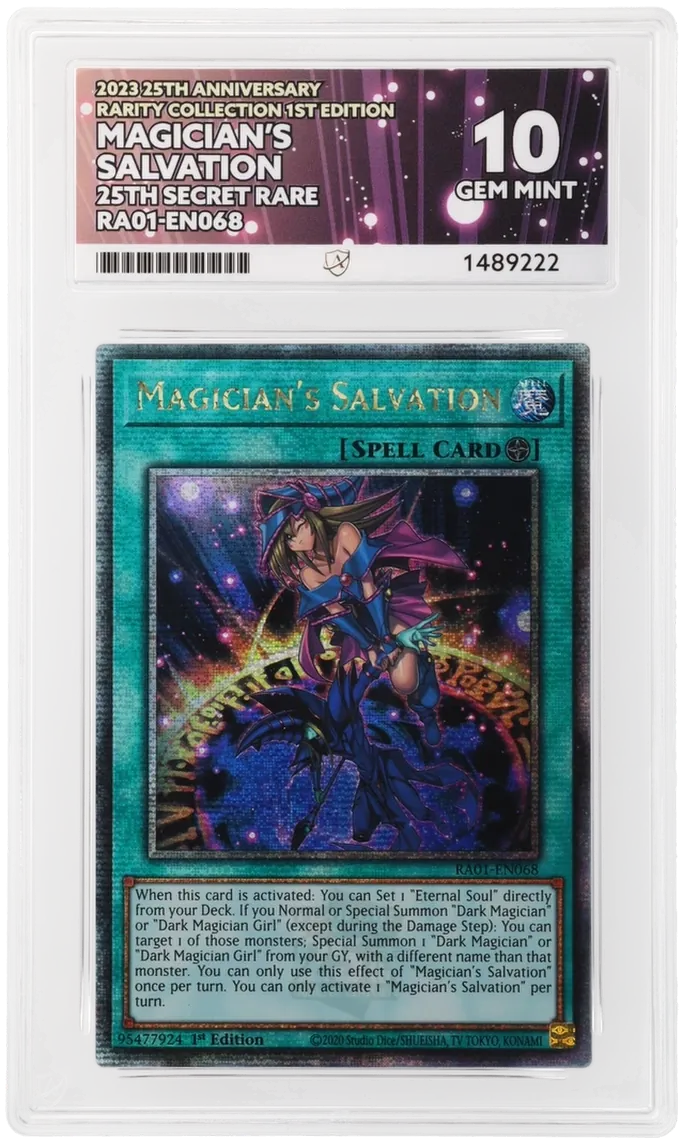 2023 25TH ANNIVERSARY
RARITY COLLECTION 1ST EDITION
MAGICIAN'S
SALVATION
25TH SECRET RARE
RA01-EN068
10
GEM MINT
1489222
MAGICIAN'S SALVATION
SPELL
魔
[SPELL CARD]
RA01-EN068
When this card is activated: You can Set 1 "Eternal Soul" directly
from your Deck. If you Normal or Special Summon "Dark Magician"
or "Dark Magician Girl" (except during the Damage Step): You can
target 1 of those monsters; Special Summon 1 "Dark Magician" or
"Dark Magician Girl" from your GY, with a different name than that
monster. You can only use this effect of "Magician's Salvation"
once per turn. You can only activate 1 "Magician's Salvation" per
turn.
95477924 1st Edition
©2020 Studio Dice/SHUEISHA, TV TOKYO, KONAMI